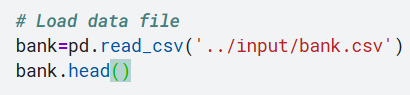 # Load data file
bank=pd.read_csv('../input/bank.csv')
bank.head()